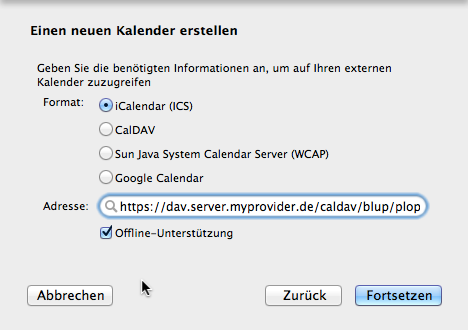 Einen neuen Kalender erstellen
Geben Sie die benötigten Informationen an, um auf Ihren externen
Kalender zuzugreifen
Format: iCalendar (ICS)
CalDAV
Sun Java System Calendar Server (WCAP)
Google Calendar
Adresse: https://dav.server.myprovider.de/caldav/blup/plop
Offline-Unterstützung
Abbrechen Zurück Fortsetzen